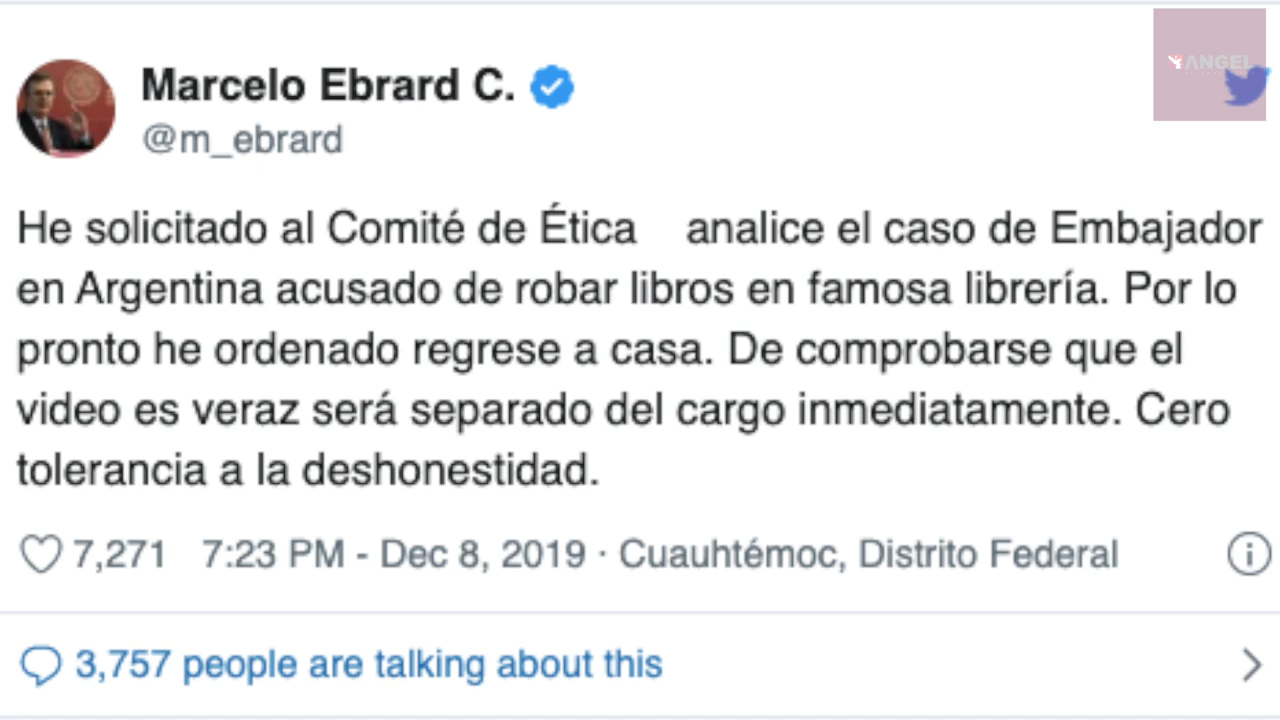 ANGEL
Marcelo Ebrard C.
@m_ebrard
He solicitado al Comité de Ética analice el caso de Embajador
en Argentina acusado de robar libros en famosa librería. Por lo
pronto he ordenado regrese a casa. De comprobarse que el
video es veraz será separado del cargo inmediatamente. Cero
tolerancia a la deshonestidad.
7,271 7:23 PM - Dec 8, 2019 · Cuauhtémoc, Distrito Federal
3,757 people are talking about this